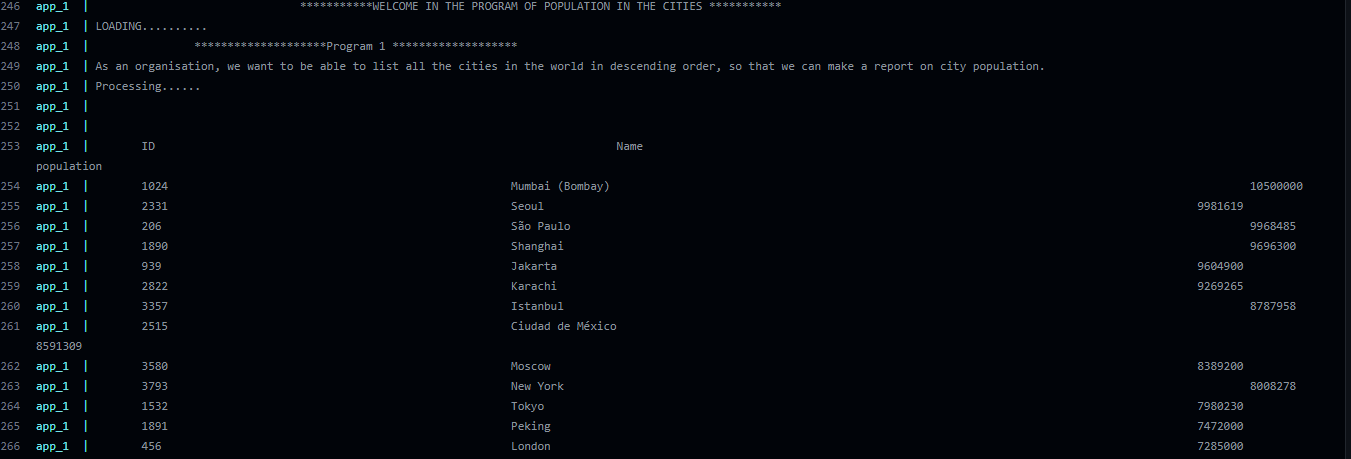 246 app_1 | ***********WELCOME IN THE PROGRAM OF POPULATION IN THE CITIES ***********
247 app_1 | LOADING..........
248 app_1 | ********************Program 1 *******************
249 app_1 | As an organisation, we want to be able to list all the cities in the world in descending order, so that we can make a report on city population.
250 app_1 | Processing......
251 app_1 |
252 app_1 |
253 app_1 | ID Name
population
254 app_1 | 1024 Mumbai (Bombay) 10500000
255 app_1 | 2331 Seoul 9981619
256 app_1 | 206 São Paulo 9968485
257 app_1 | 1890 Shanghai 9696300
258 app_1 | 939 Jakarta 9604900
259 app_1 | 2822 Karachi 9269265
260 app_1 | 3357 Istanbul 8787958
261 app_1 | 2515 Ciudad de México
8591309
262 app_1 | 3580 Moscow 8389200
263 app_1 | 3793 New York 8008278
264 app_1 | 1532 Tokyo 7980230
265 app_1 | 1891 Peking 7472000
266 app_1 | 456 London 7285000